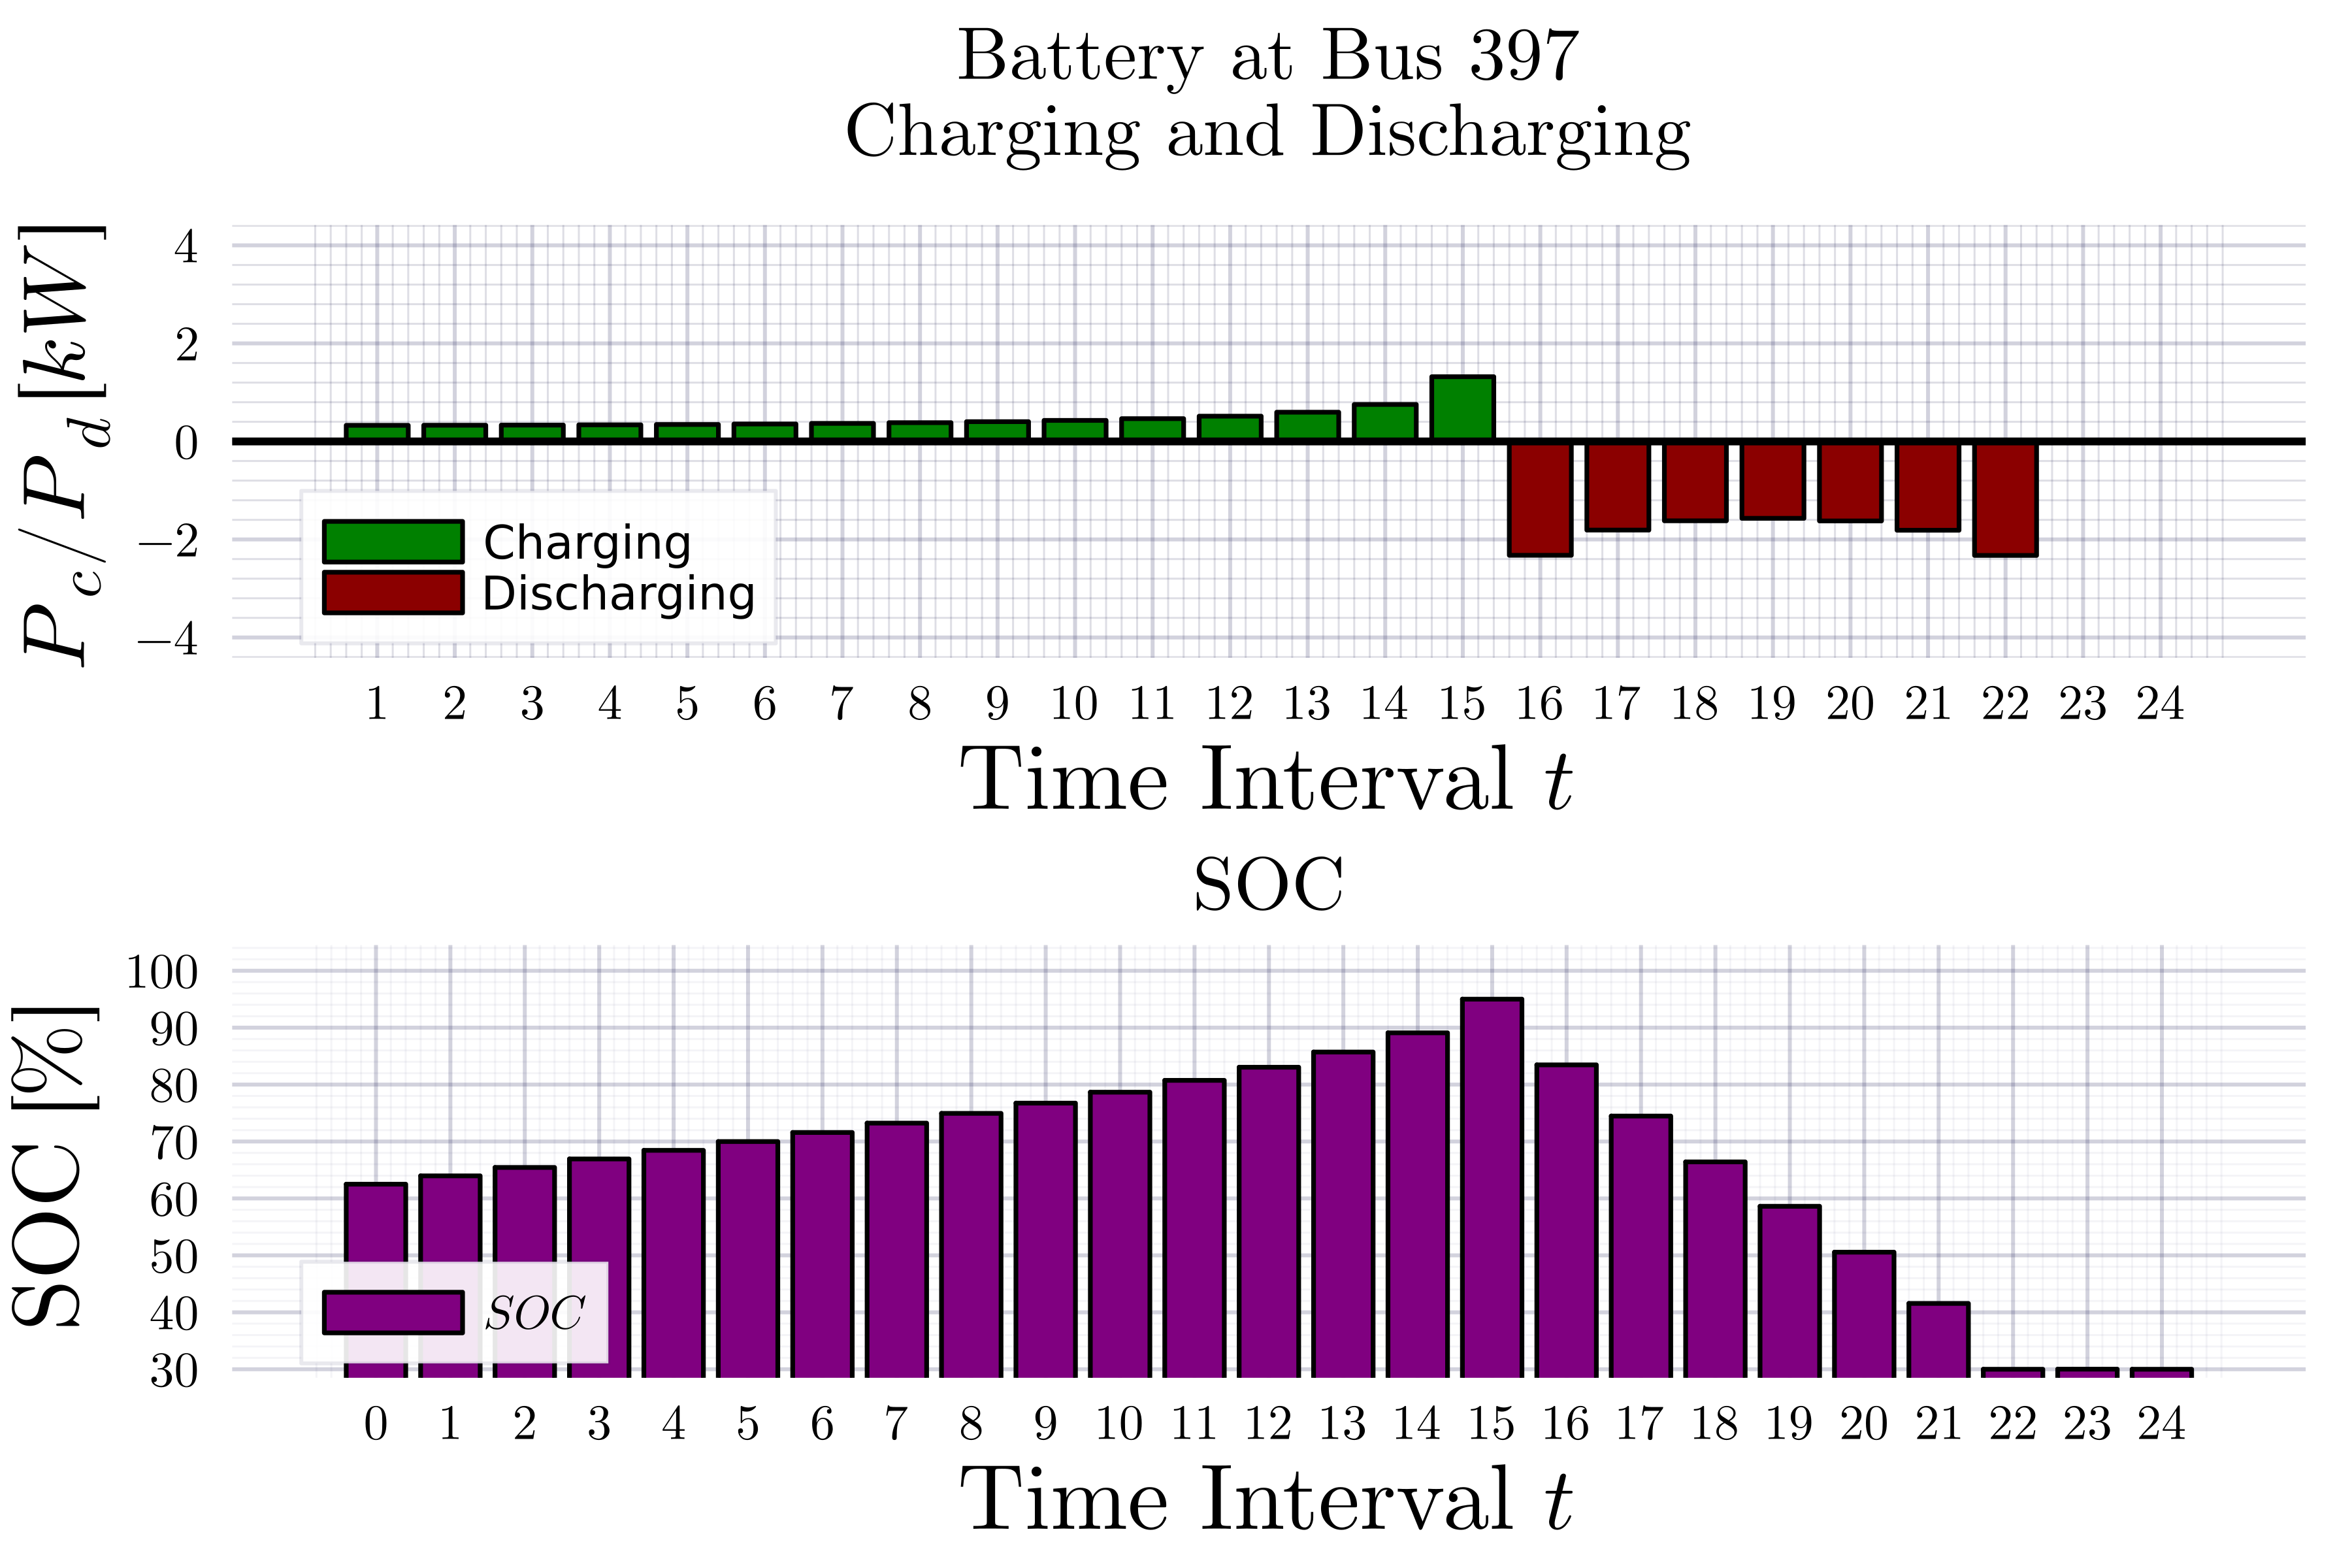 Battery at Bus 397
Charging and Discharging
P_c/P_d [kW]
4
2
0
−2
−4
Charging
Discharging
1 2 3 4 5 6 7 8 9 10 11 12 13 14 15 16 17 18 19 20 21 22 23 24
Time Interval t
SOC
SOC [%]
100
90
80
70
60
50
40
30
SOC
0 1 2 3 4 5 6 7 8 9 10 11 12 13 14 15 16 17 18 19 20 21 22 23 24
Time Interval t